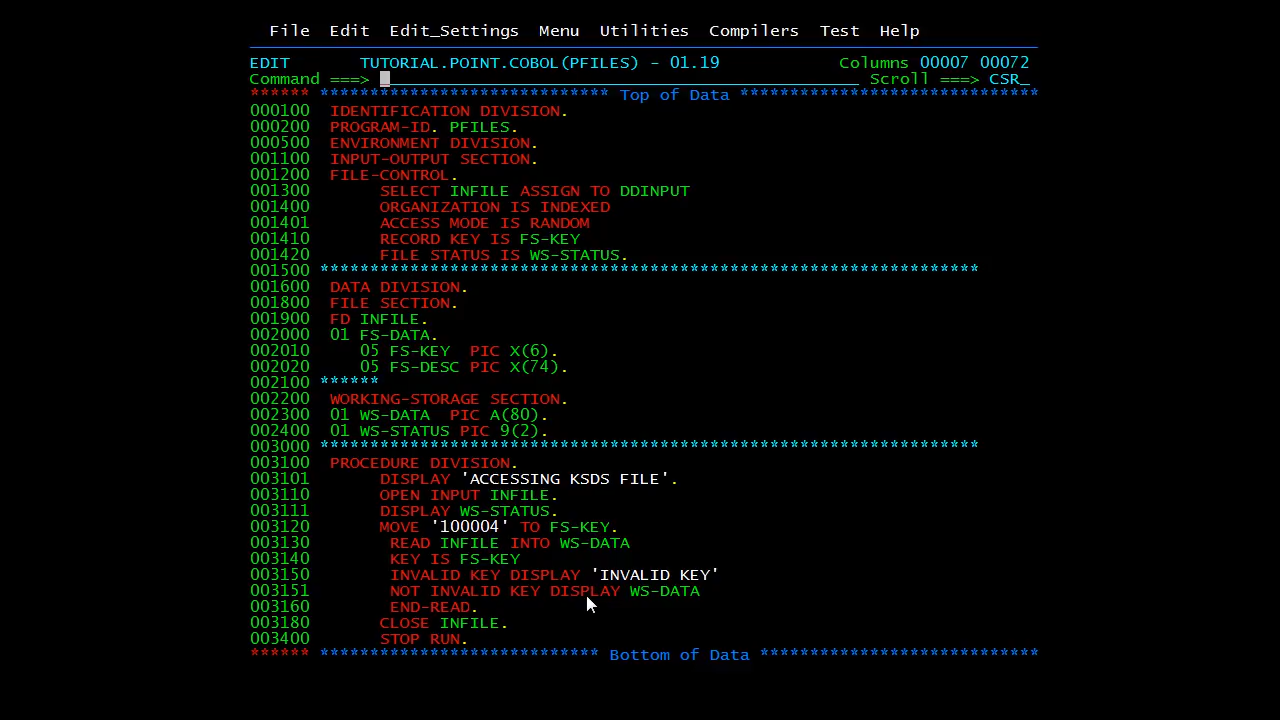 File Edit Edit_Settings Menu Utilities Compilers Test Help
EDIT TUTORIAL.POINT.COBOL(PFILES) - 01.19 Columns 00007 00072
Command ===> Scroll ===> CSR_
****** ***************************** Top of Data ******************************
000100 IDENTIFICATION DIVISION.
000200 PROGRAM-ID. PFILES.
000500 ENVIRONMENT DIVISION.
001100 INPUT-OUTPUT SECTION.
001200 FILE-CONTROL.
001300 SELECT INFILE ASSIGN TO DDINPUT
001400 ORGANIZATION IS INDEXED
001401 ACCESS MODE IS RANDOM
001410 RECORD KEY IS FS-KEY
001420 FILE STATUS IS WS-STATUS.
001500 ******************************************************************
001600 DATA DIVISION.
001800 FILE SECTION.
001900 FD INFILE.
002000 01 FS-DATA.
002010 05 FS-KEY PIC X(6).
002020 05 FS-DESC PIC X(74).
002100 ******
002200 WORKING-STORAGE SECTION.
002300 01 WS-DATA PIC A(80).
002400 01 WS-STATUS PIC 9(2).
003000 ******************************************************************
003100 PROCEDURE DIVISION.
003101 DISPLAY 'ACCESSING KSDS FILE'.
003110 OPEN INPUT INFILE.
003111 DISPLAY WS-STATUS.
003120 MOVE '100004' TO FS-KEY.
003130 READ INFILE INTO WS-DATA
003140 KEY IS FS-KEY
003150 INVALID KEY DISPLAY 'INVALID KEY'
003151 NOT INVALID KEY DISPLAY WS-DATA
003160 END-READ.
003180 CLOSE INFILE.
003400 STOP RUN.
****** **************************** Bottom of Data ****************************